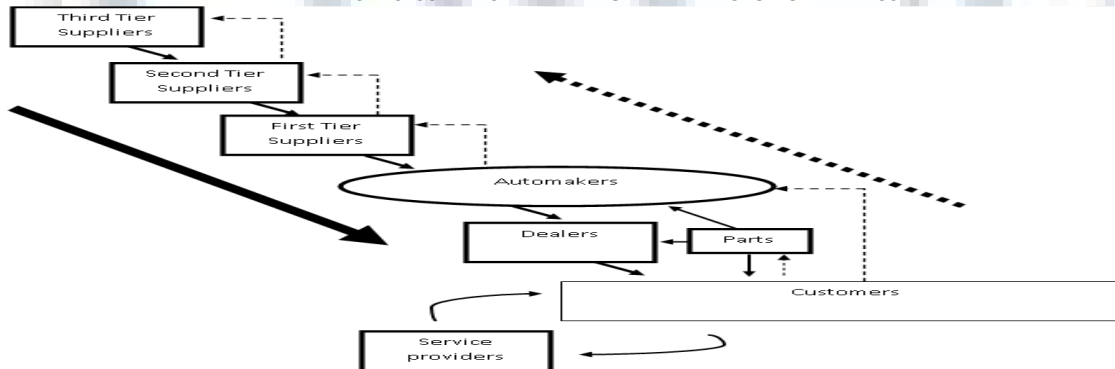 Third Tier
Suppliers
Second Tier
Suppliers
First Tier
Suppliers
Automakers
Dealers
Parts
Customers
Service
providers